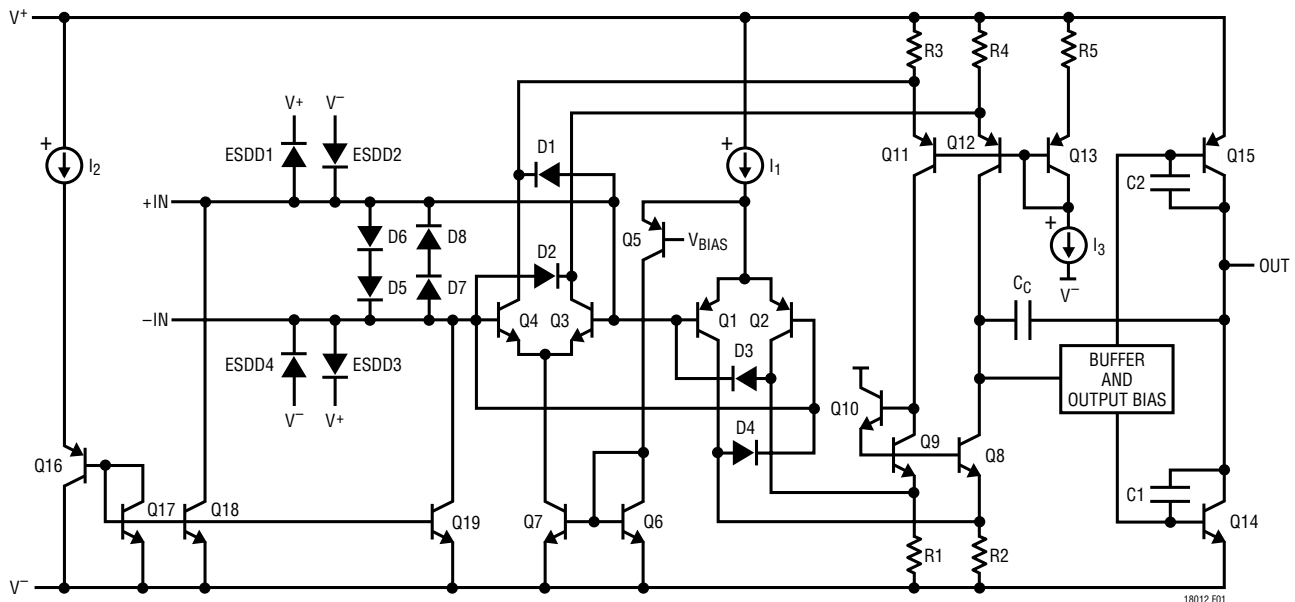 V+
R3
R4
R5
V+
V−
+
I2
ESDD1
ESDD2
D1
+
I1
Q11
Q12
Q13
Q15
C2
+IN
D6
D8
Q5
VBIAS
+
I3
V−
OUT
D2
D5
D7
CC
−IN
Q4
Q3
Q1
Q2
ESDD4
ESDD3
V−
V+
D3
BUFFER
AND
OUTPUT BIAS
Q10
D4
Q9
Q8
Q16
C1
Q17
Q18
Q19
Q7
Q6
Q14
R1
R2
V−
18012 F01